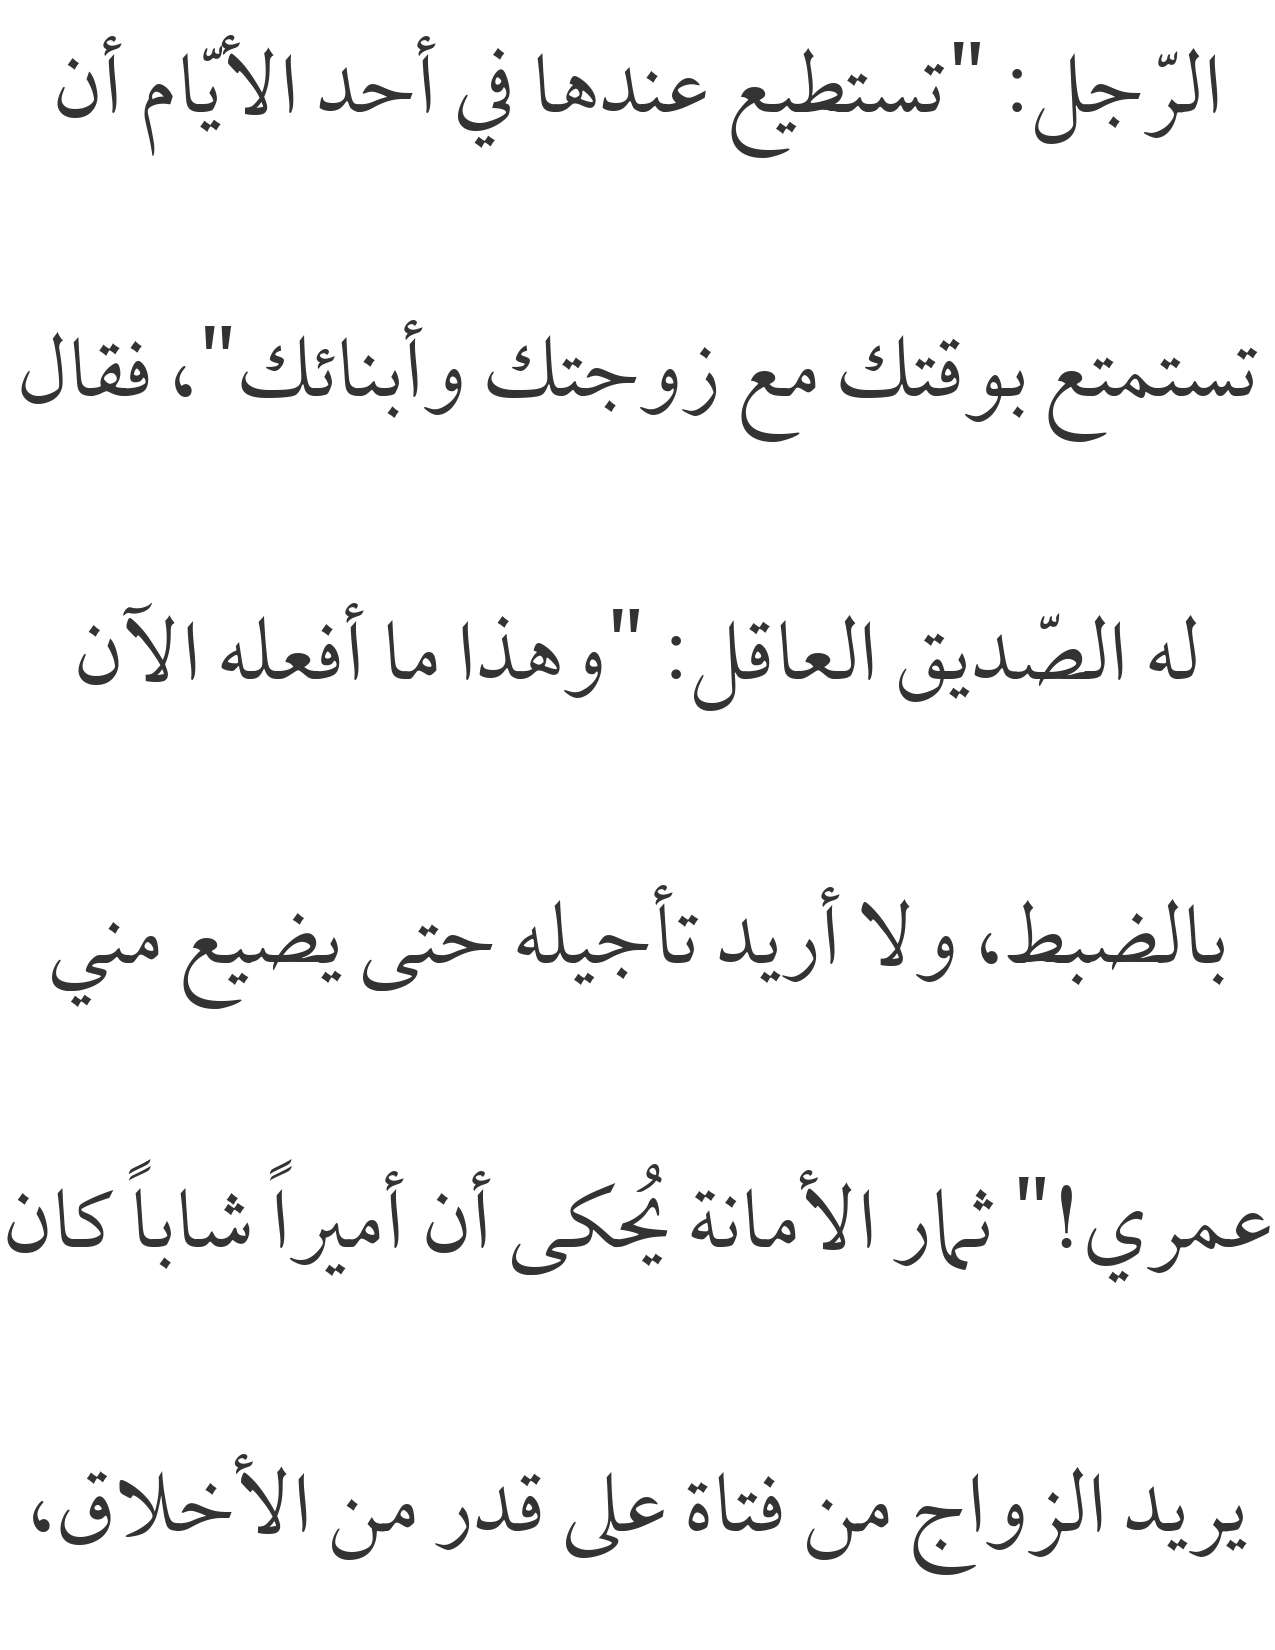 الرّجل: "تستطيع عندها في أحد الأيّام أن
تستمتع بوقتك مع زوجتك وأبنائك"، فقال
له الصّديق العاقل: "وهذا ما أفعله الآن
بالضبط، ولا أريد تأجيله حتى يضيع مني
عمري!" ثمار الأمانة يُحكى أن أميراً شاباً كان
يريد الزواج من فتاة على قدر من الأخلاق،